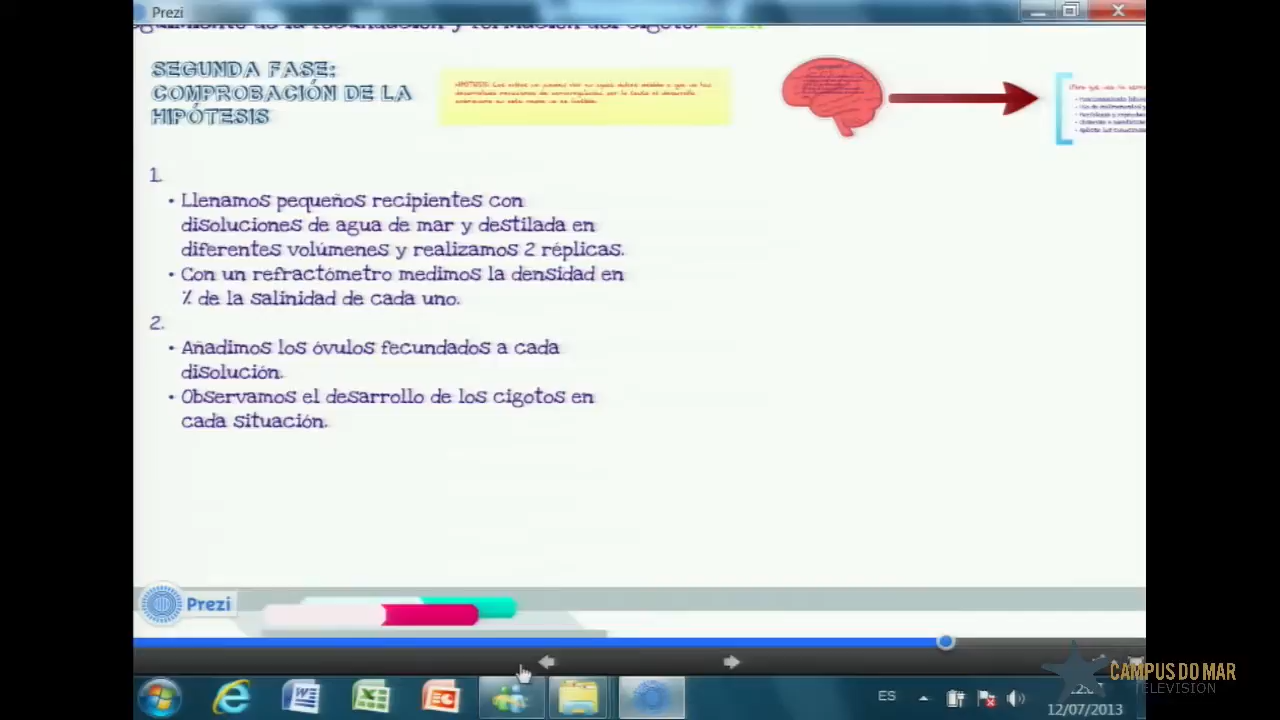 Prezi
SEGUNDA FASE:
COMPROBACIÓN DE LA
HIPÓTESIS
1.
• Llenamos pequeños recipientes con
disoluciones de agua de mar y destilada en
diferentes volúmenes y realizamos 2 réplicas.
• Con un refractómetro medimos la densidad en
% de la salinidad de cada uno.
2.
• Añadimos los óvulos fecundados a cada
disolución.
• Observamos el desarrollo de los cigotos en
cada situación.
Prezi
ES
12/07/2013
CAMPUS DO MAR
TELEVISIÓN